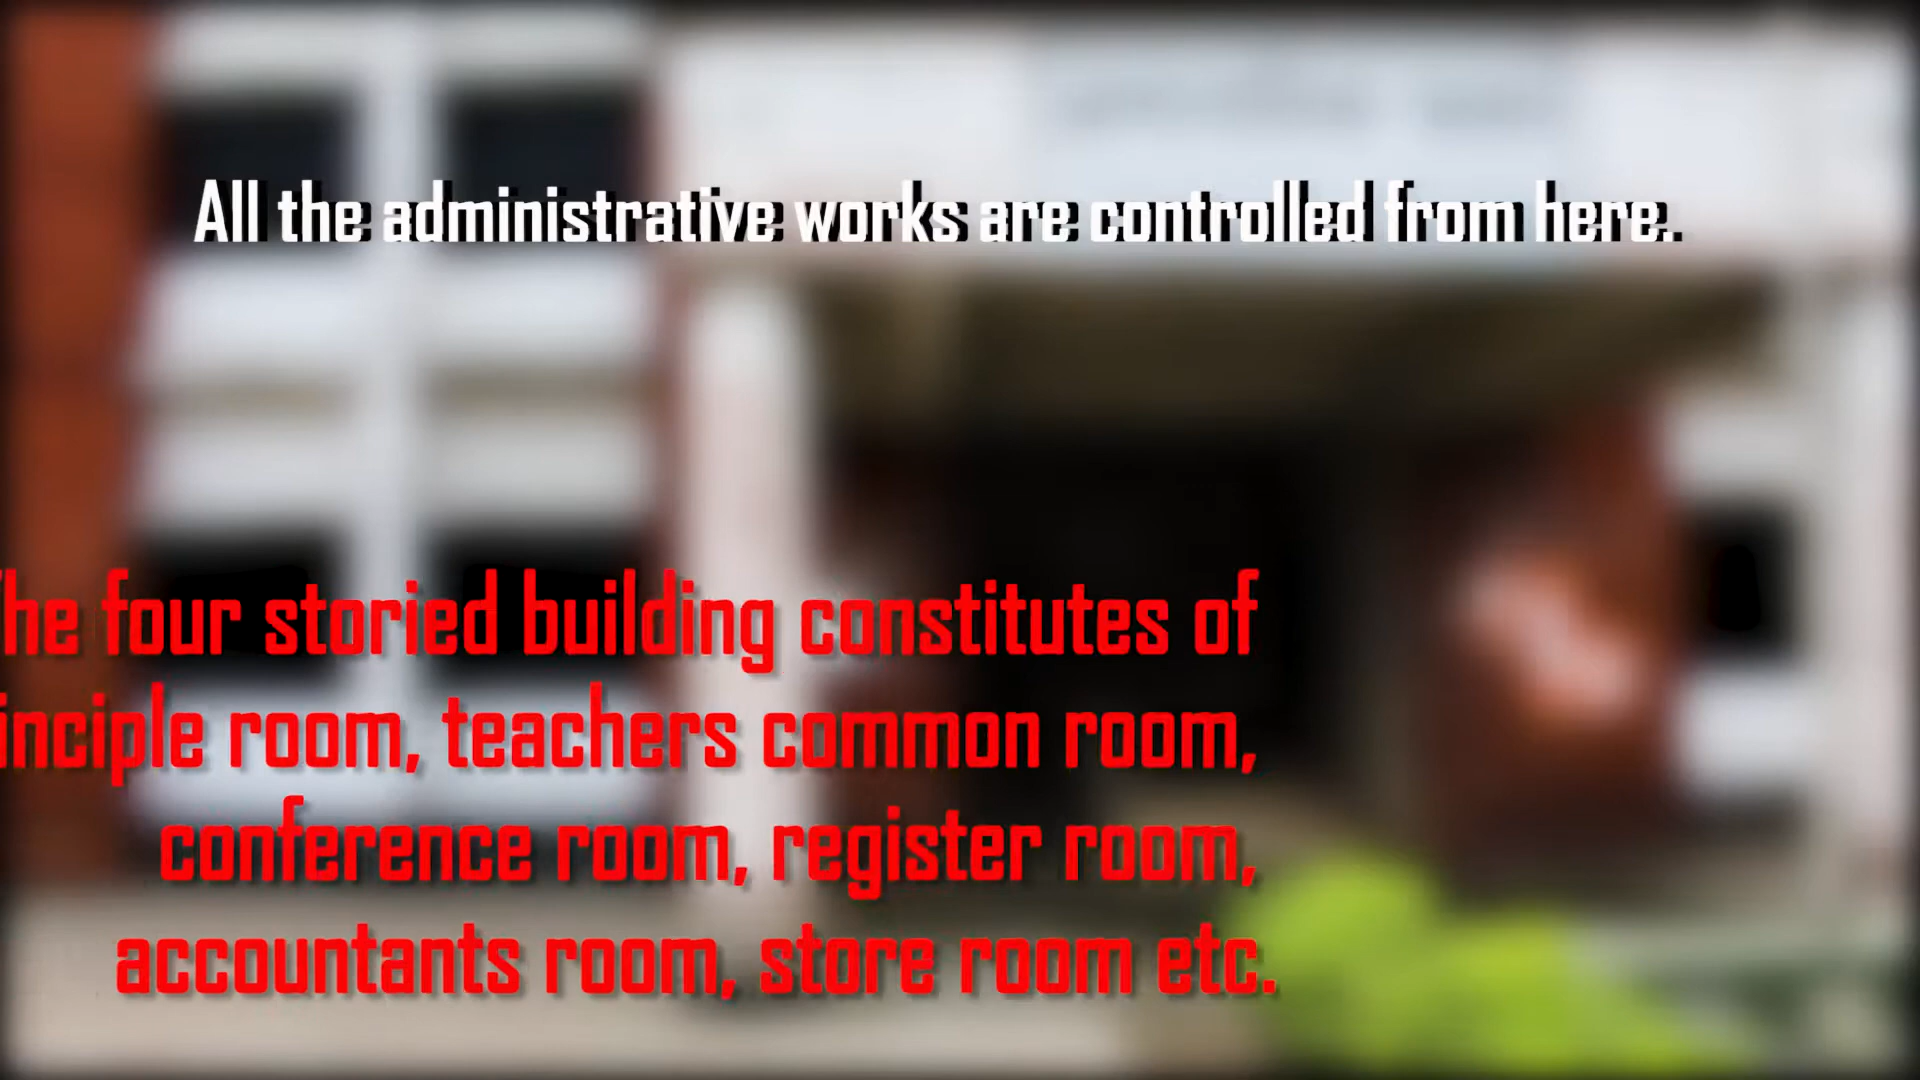 All the administrative works are controlled from here.
he four storied building constitutes of
inciple room, teachers common room,
conference room, register room,
accountants room, store room etc.